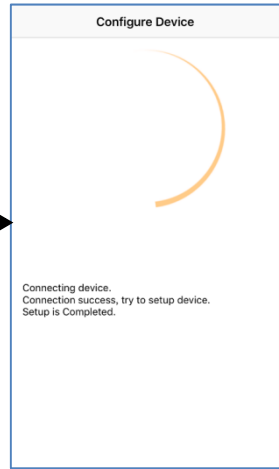 Configure Device
Connecting device.
Connection success, try to setup device.
Setup is Completed.